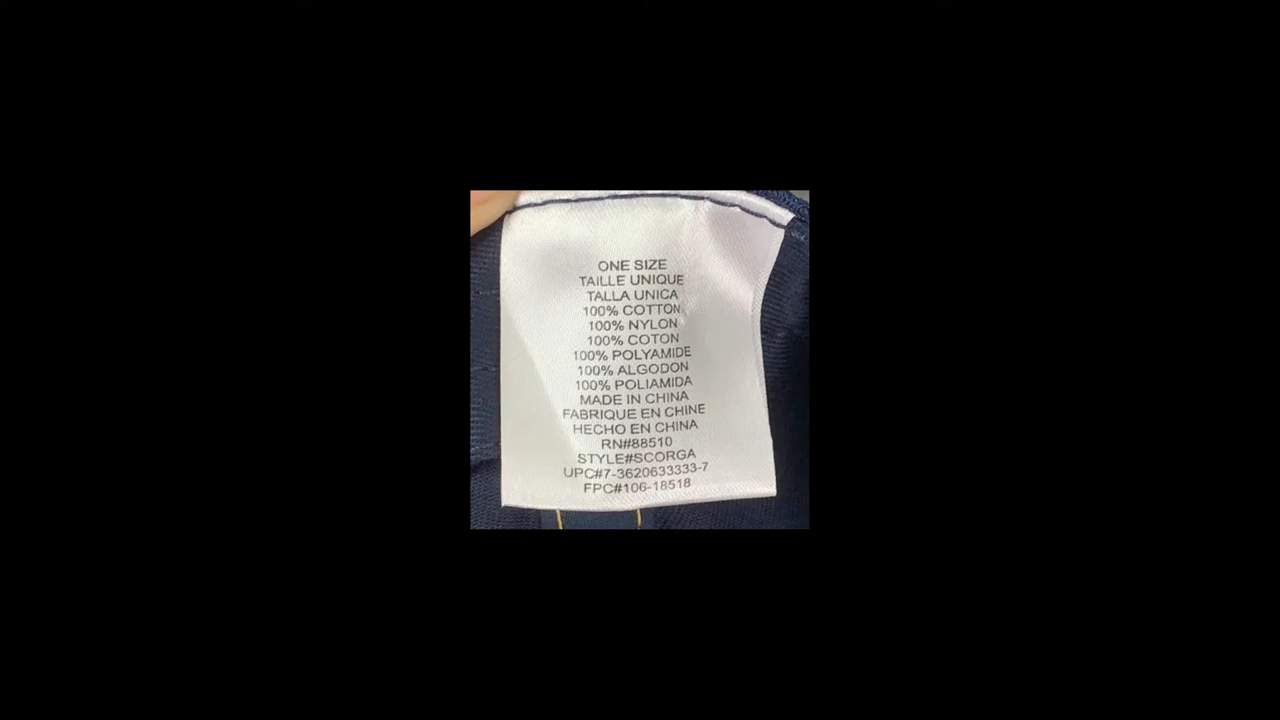 ONE SIZE
TAILLE UNIQUE
TALLA UNICA
100% COTTON
100% NYLON
100% COTON
100% POLYAMIDE
100% ALGODON
100% POLIAMIDA
MADE IN CHINA
FABRIQUE EN CHINE
HECHO EN CHINA
RN#88510
STYLE#SCORGA
UPC#7-3620633333-7
FPC#106-18518